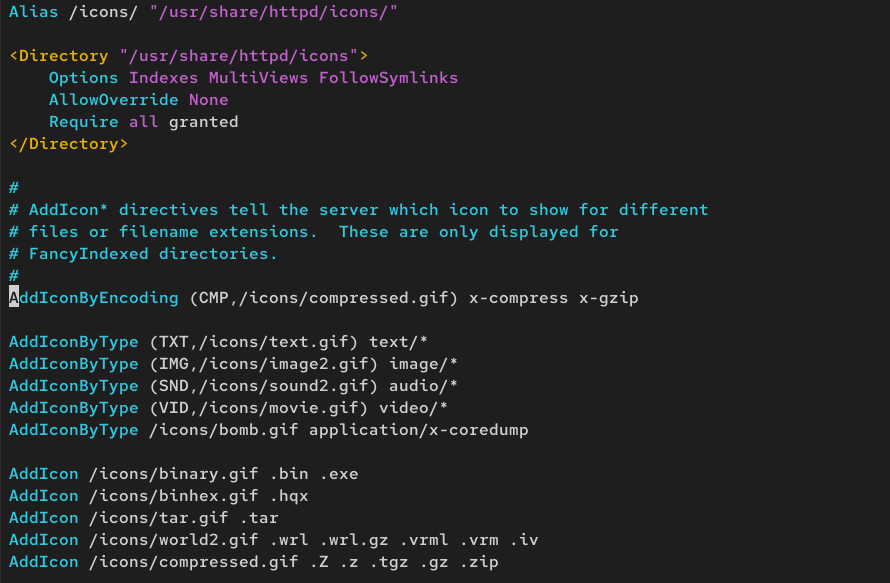 Alias /icons/ "/usr/share/httpd/icons/"
<Directory "/usr/share/httpd/icons">
    Options Indexes MultiViews FollowSymlinks
    AllowOverride None
    Require all granted
</Directory>
#
# AddIcon* directives tell the server which icon to show for different
# files or filename extensions.  These are only displayed for
# FancyIndexed directories.
#
AddIconByEncoding (CMP,/icons/compressed.gif) x-compress x-gzip
AddIconByType (TXT,/icons/text.gif) text/*
AddIconByType (IMG,/icons/image2.gif) image/*
AddIconByType (SND,/icons/sound2.gif) audio/*
AddIconByType (VID,/icons/movie.gif) video/*
AddIconByType /icons/bomb.gif application/x-coredump
AddIcon /icons/binary.gif .bin .exe
AddIcon /icons/binhex.gif .hqx
AddIcon /icons/tar.gif .tar
AddIcon /icons/world2.gif .wrl .wrl.gz .vrml .vrm .iv
AddIcon /icons/compressed.gif .Z .z .tgz .gz .zip